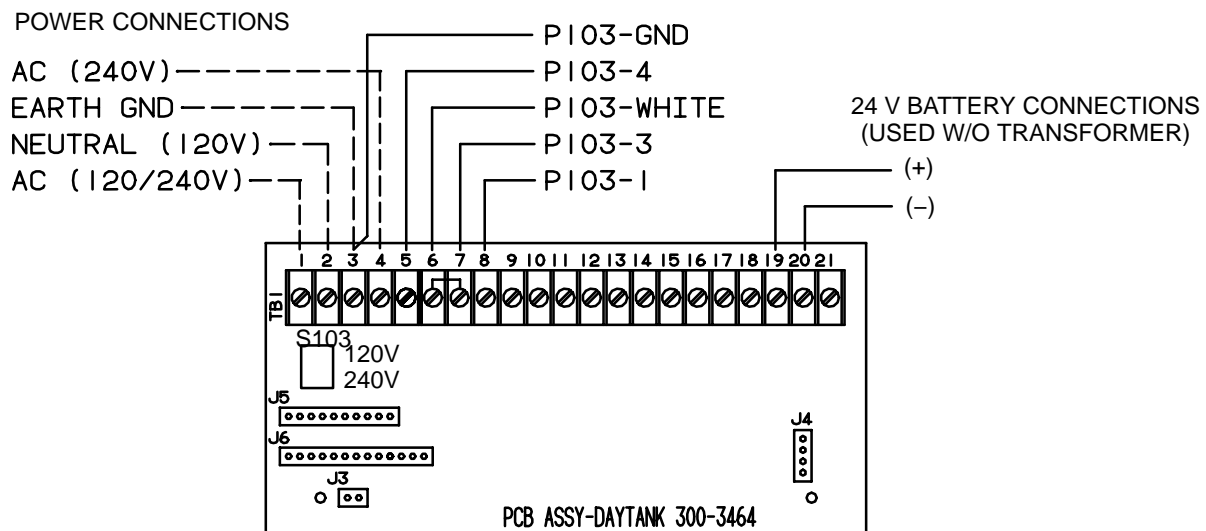 POWER CONNECTIONS
AC (240V)
EARTH GND
NEUTRAL (120V)
AC (120/240V)
P103-GND
P103-4
P103-WHITE
P103-3
P103-1
24 V BATTERY CONNECTIONS
(USED W/O TRANSFORMER)
(+)
(−)
1 2 3 4 5 6 7 8 9 10 11 12 13 14 15 16 17 18 19 20 21
TB1
S103
120V
240V
J5
J6
J3
J4
PCB ASSY-DAYTANK 300-3464